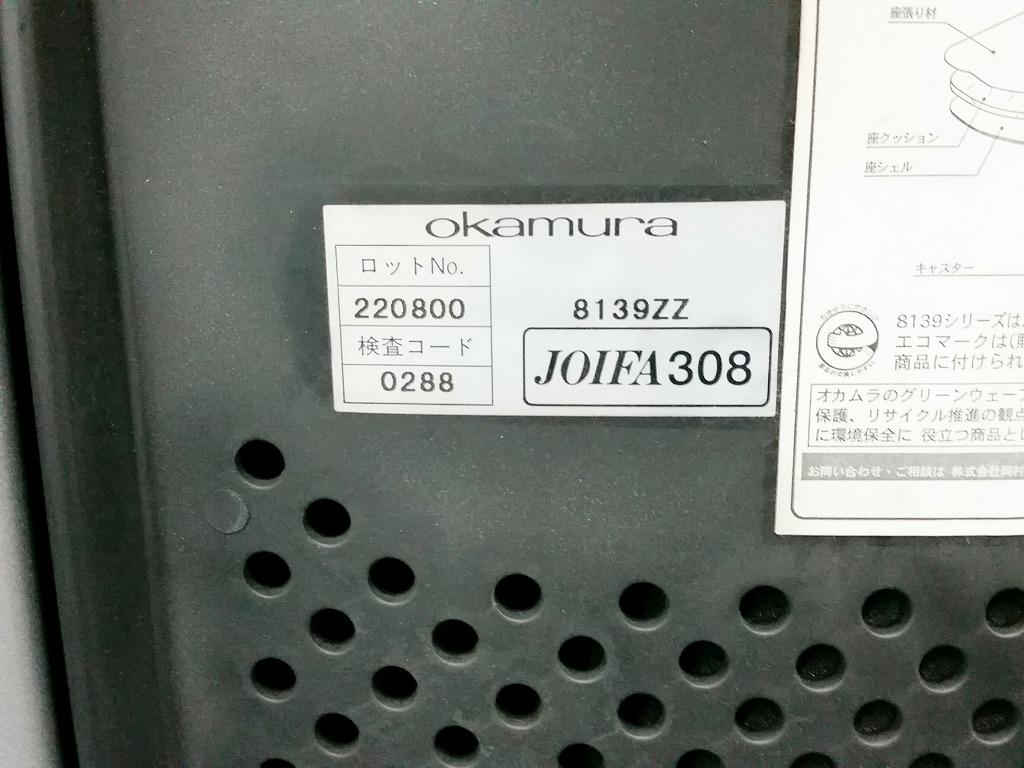 okamura
ロットNo.
220800
検査コード
0288
8139ZZ
JOIFA308
座張り材
座クッション
座シェル
キャスター
8139シリーズは
エコマークは(
商品に付けられ
オカムラのグリーンウェーブ
保護、リサイクル推進の観点
に環境保全に 役立つ商品と
お問い合わせ・ご相談は 株式会社岡村